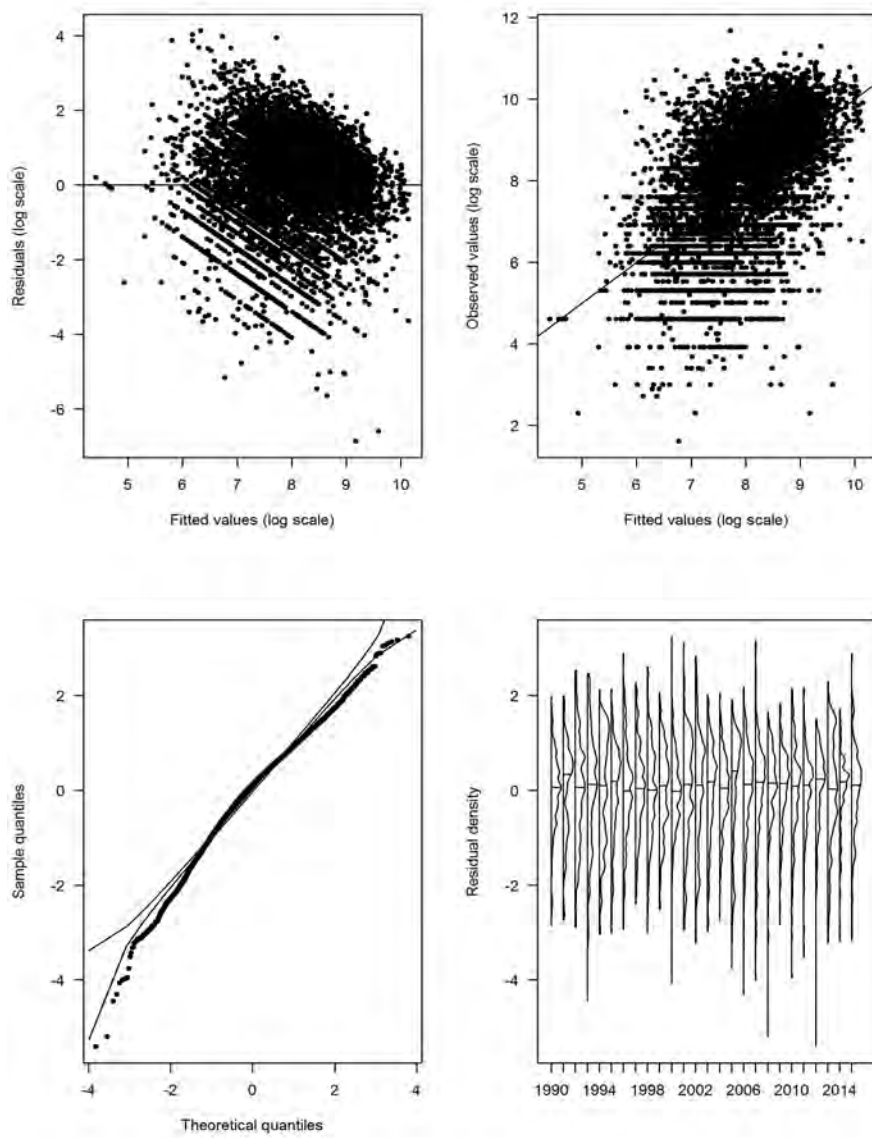 4
2
0
-2
-4
-6
Residuals (log scale)
5 6 7 8 9 10
Fitted values (log scale)
12
10
8
6
4
2
Observed values (log scale)
5 6 7 8 9 10
Fitted values (log scale)
2
0
-2
-4
Sample quantiles
-4 -2 0 2 4
Theoretical quantiles
2
0
-2
-4
Residual density
1990 1994 1998 2002 2006 2010 2014